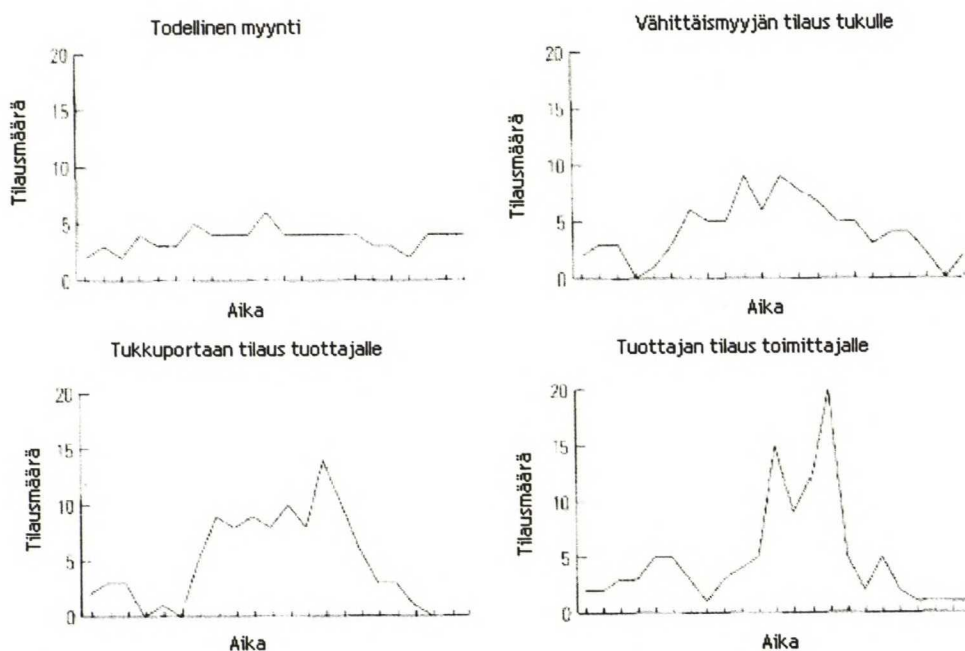 Todellinen myynti
Tilausmäärä
20
15
10
5
0
Aika
Vähittäismyyjän tilaus tukulle
Tilausmäärä
20
15
10
5
0
Aika
Tukkuportaan tilaus tuottajalle
Tilausmäärä
20
15
10
5
0
Aika
Tuottajan tilaus toimittajalle
Tilausmäärä
20
15
10
5
0
Aika